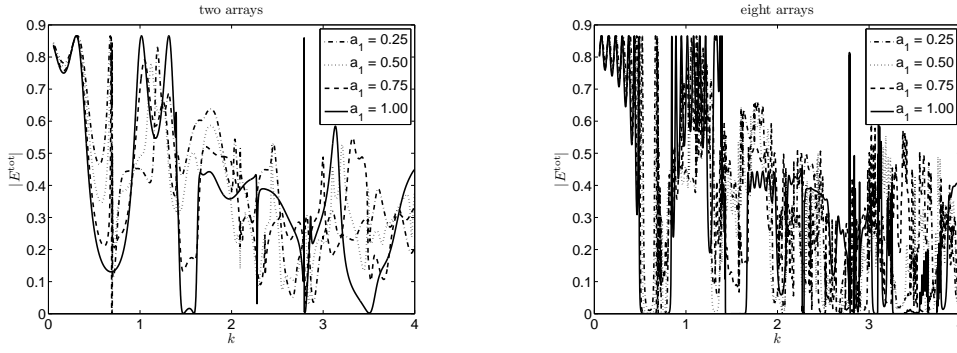 two arrays
0.9
0.8
0.7
0.6
0.5
0.4
0.3
0.2
0.1
0
|E^tot|
0 1 2 3 4
k
a_1 = 0.25
a_1 = 0.50
a_1 = 0.75
a_1 = 1.00
eight arrays
0.9
0.8
0.7
0.6
0.5
0.4
0.3
0.2
0.1
0
|E^tot|
0 1 2 3 4
k
a_1 = 0.25
a_1 = 0.50
a_1 = 0.75
a_1 = 1.00